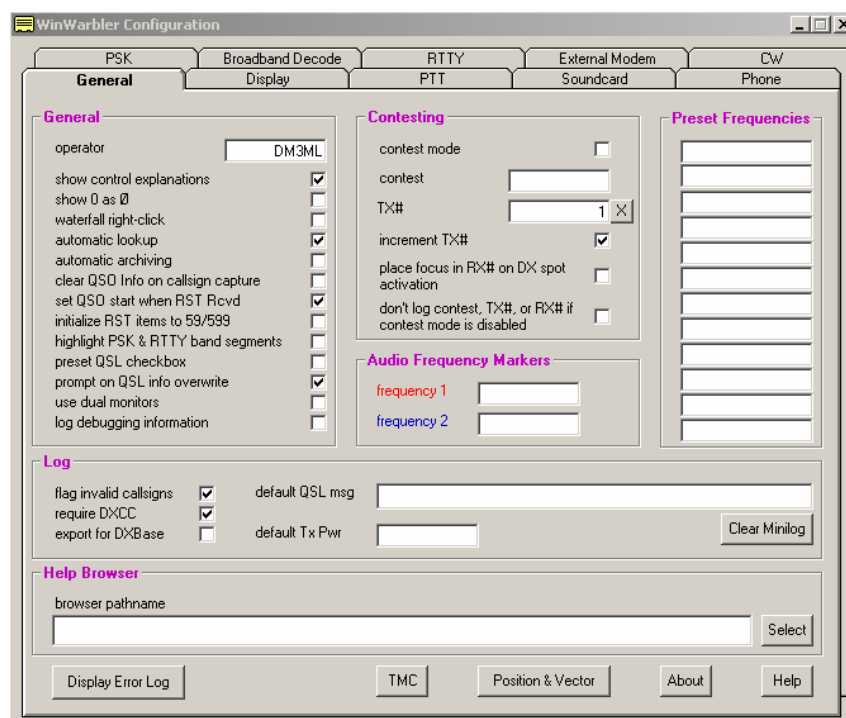 WinWarbler Configuration
PSK
Broadband Decode
RTTY
External Modem
CW
General
Display
PTT
Soundcard
Phone
General
operator
DM3ML
show control explanations
show 0 as Ø
waterfall right-click
automatic lookup
automatic archiving
clear QSO Info on callsign capture
set QSO start when RST Rcvd
initialize RST items to 59/599
highlight PSK & RTTY band segments
preset QSL checkbox
prompt on QSL info overwrite
use dual monitors
log debugging information
Contesting
contest mode
contest
TX#
1
X
increment TX#
place focus in RX# on DX spot
activation
don't log contest, TX#, or RX# if
contest mode is disabled
Audio Frequency Markers
frequency 1
frequency 2
Preset Frequencies
Log
flag invalid callsigns
require DXCC
export for DXBase
default QSL msg
default Tx Pwr
Clear Minilog
Help Browser
browser pathname
Select
Display Error Log
TMC
Position & Vector
About
Help